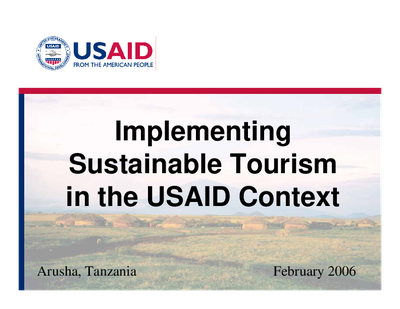 USAID
FROM THE AMERICAN PEOPLE
Implementing
Sustainable Tourism
in the USAID Context
Arusha, Tanzania
February 2006